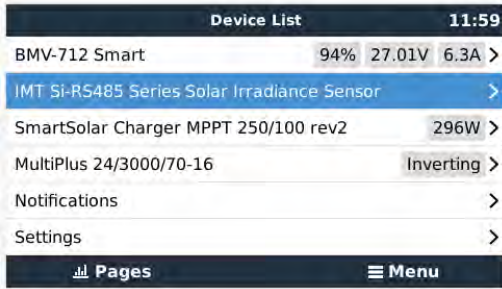 Device List 11:59
BMV-712 Smart 94% 27.01V 6.3A >
IMT Si-RS485 Series Solar Irradiance Sensor >
SmartSolar Charger MPPT 250/100 rev2 296W >
MultiPlus 24/3000/70-16 Inverting >
Notifications >
Settings >
Pages Menu